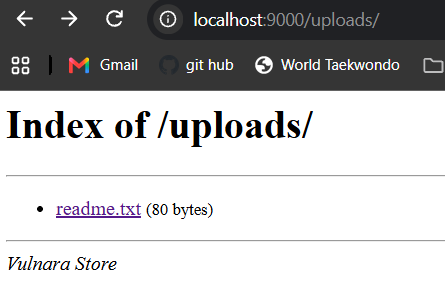 localhost:9000/uploads/
Gmail
git hub
World Taekwondo
Index of /uploads/
readme.txt (80 bytes)
Vulnara Store